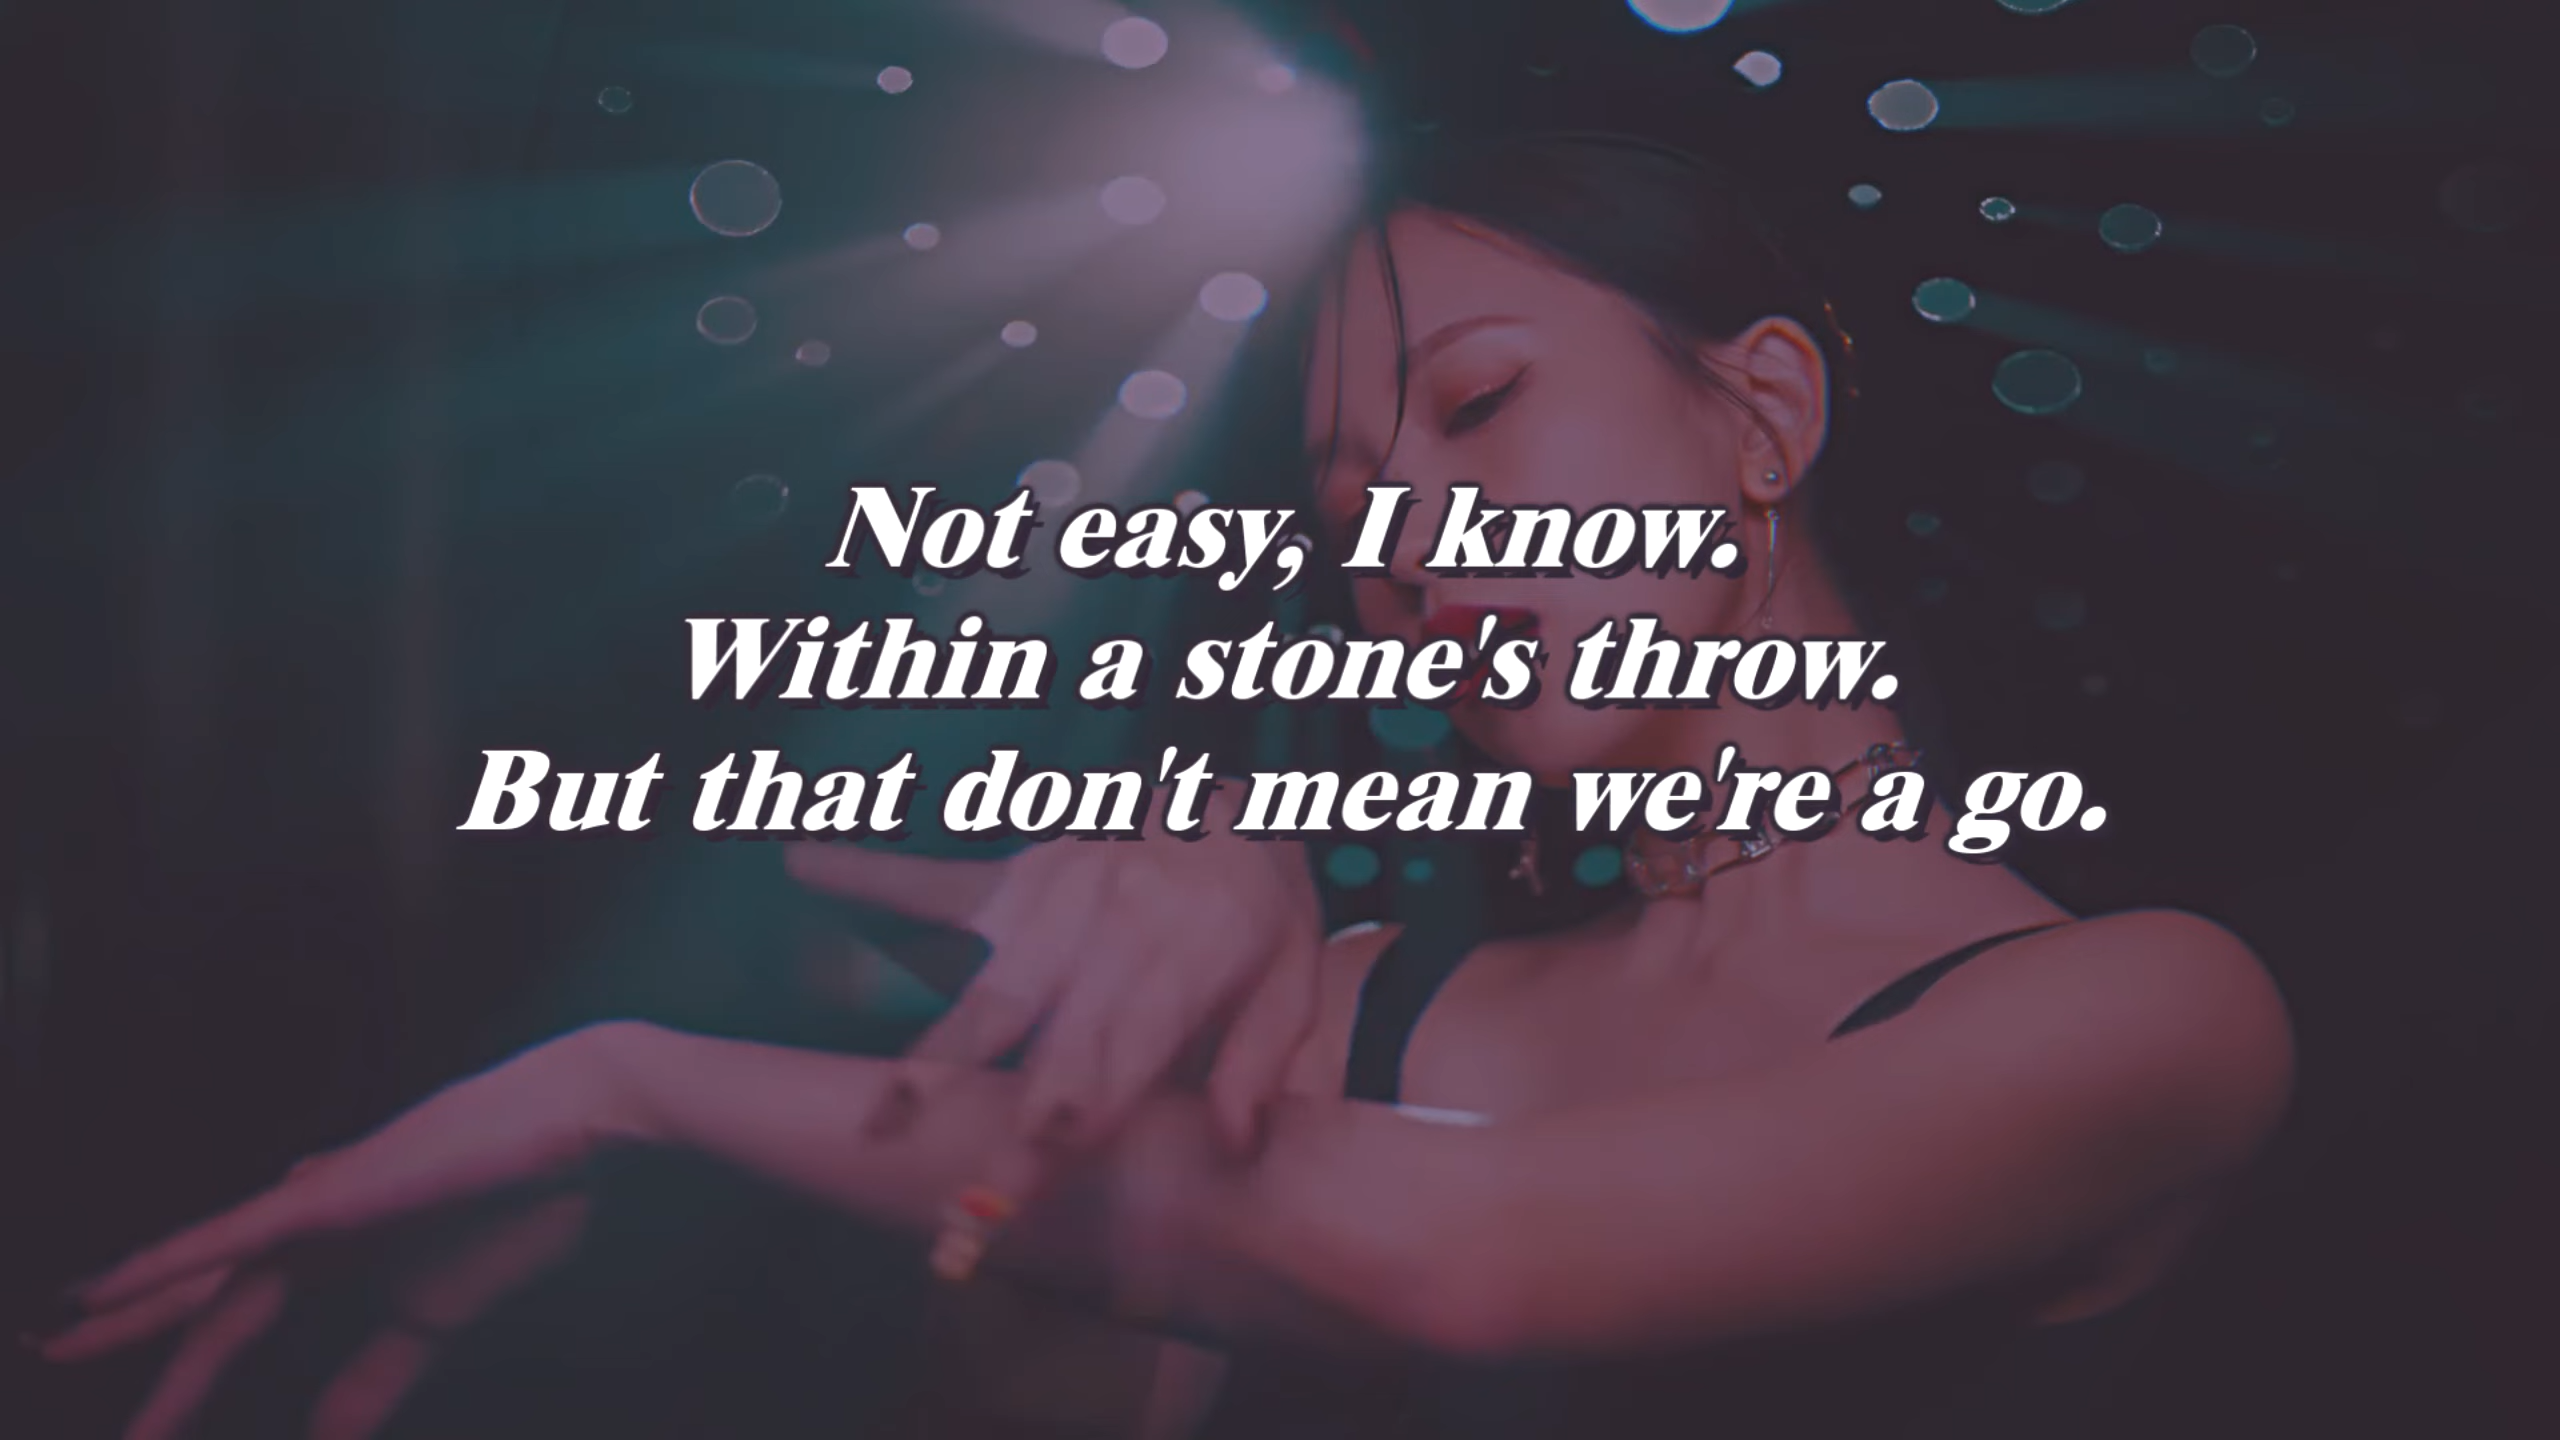 Not easy, I know.
Within a stone's throw.
But that don't mean we're a go.